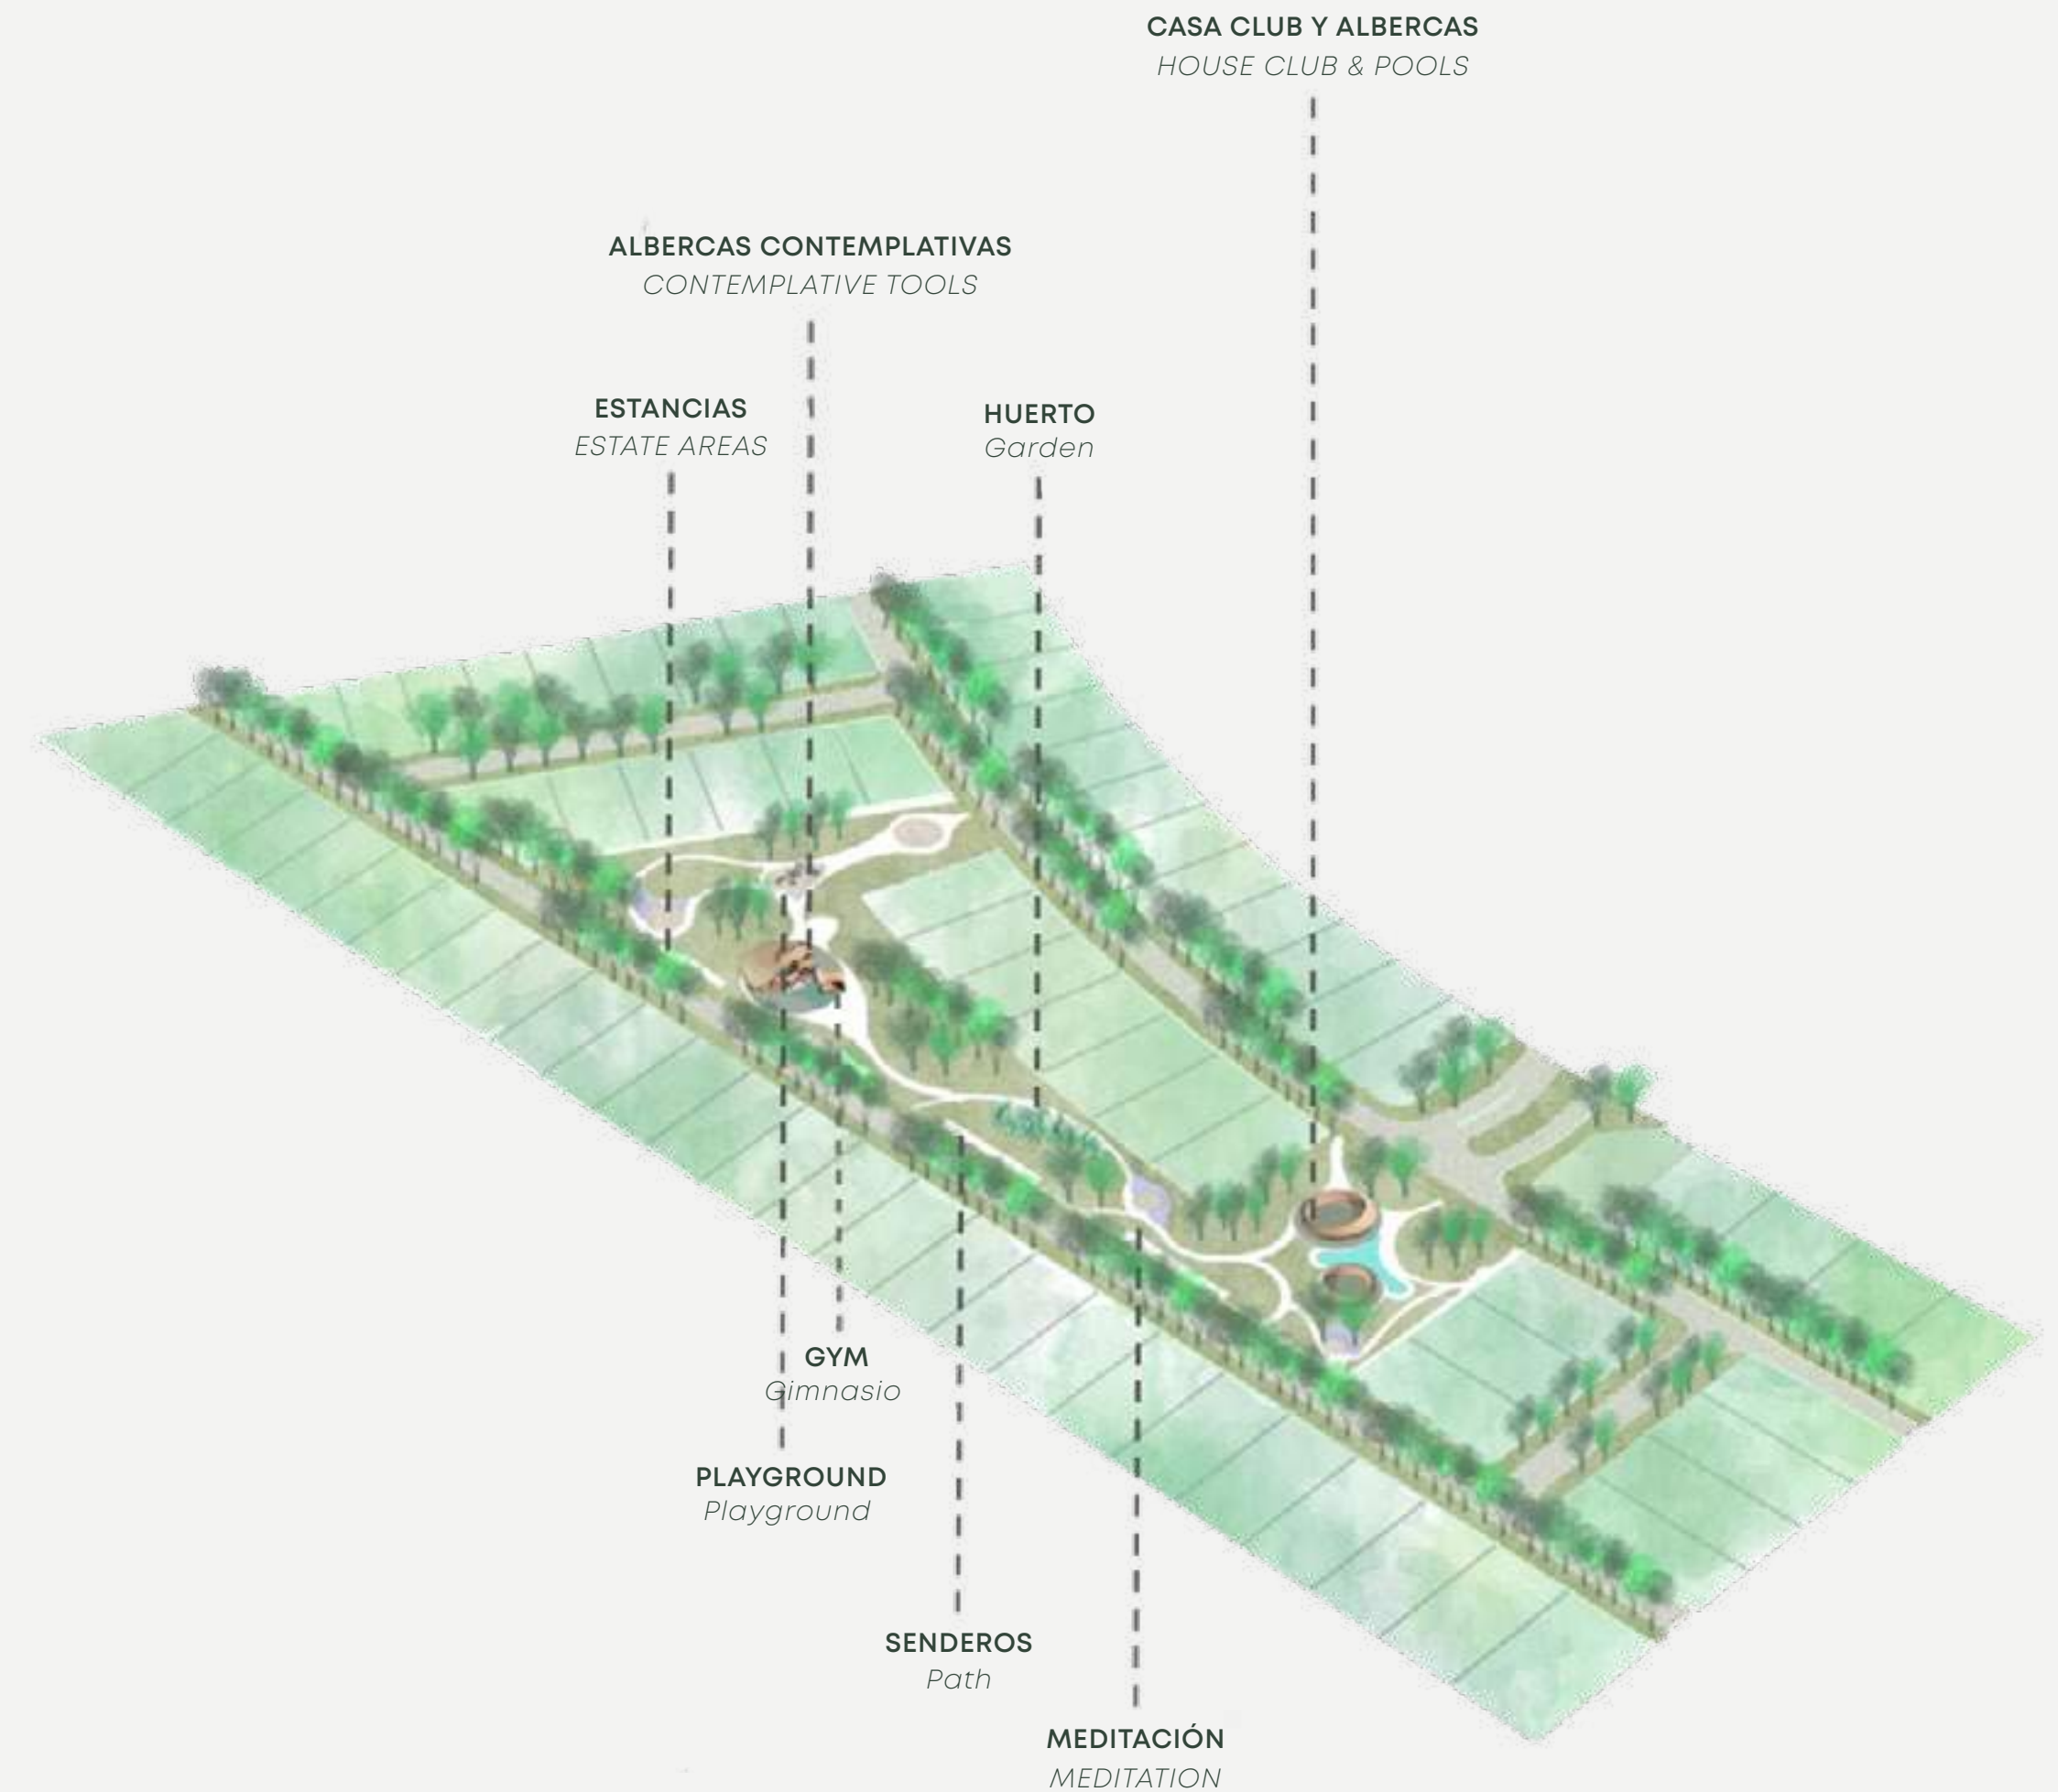 CASA CLUB Y ALBERCAS
HOUSE CLUB & POOLS
ALBERCAS CONTEMPLATIVAS
CONTEMPLATIVE TOOLS
ESTANCIAS
ESTATE AREAS
HUERTO
Garden
GYM
Gimnasio
PLAYGROUND
Playground
SENDEROS
Path
MEDITACIÓN
MEDITATION